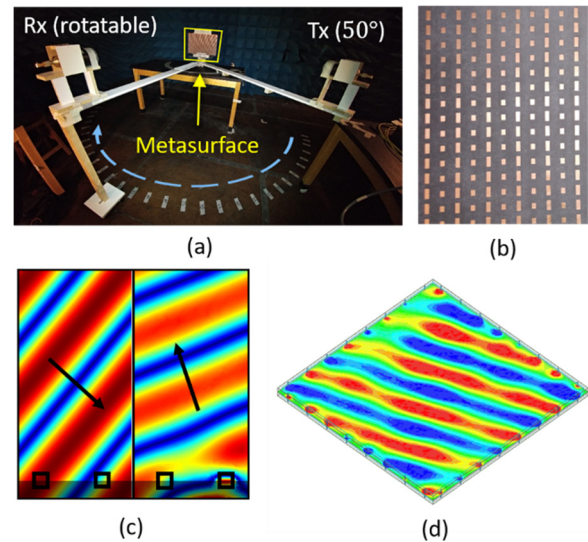 Rx (rotatable)
Tx (50°)
Metasurface
(a)
(b)
(c)
(d)